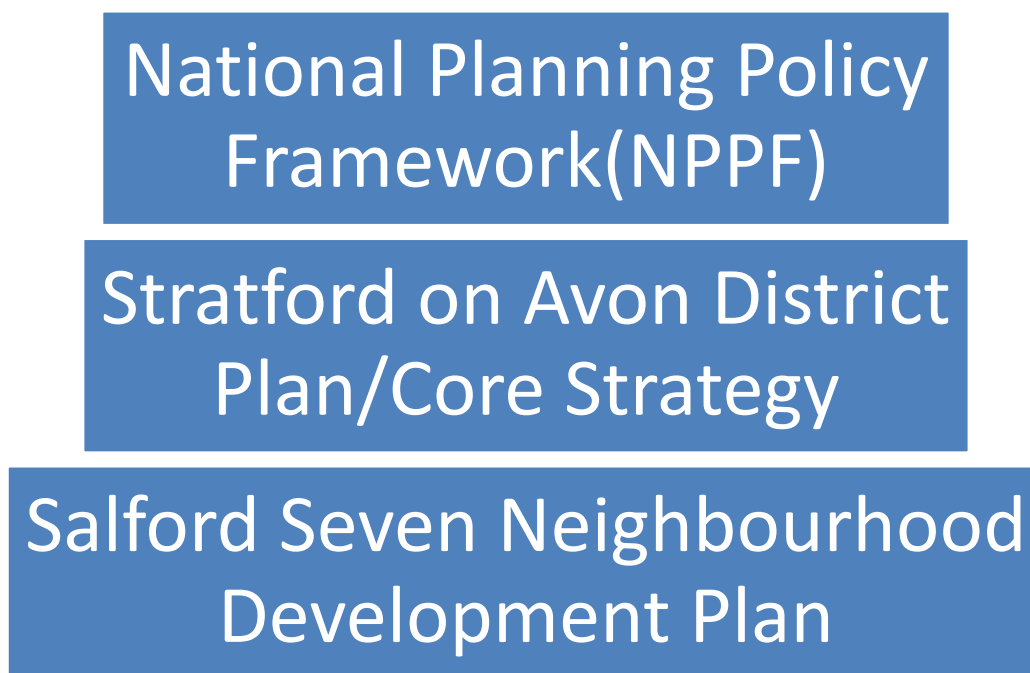 National Planning Policy
Framework(NPPF)
Stratford on Avon District
Plan/Core Strategy
Salford Seven Neighbourhood
Development Plan